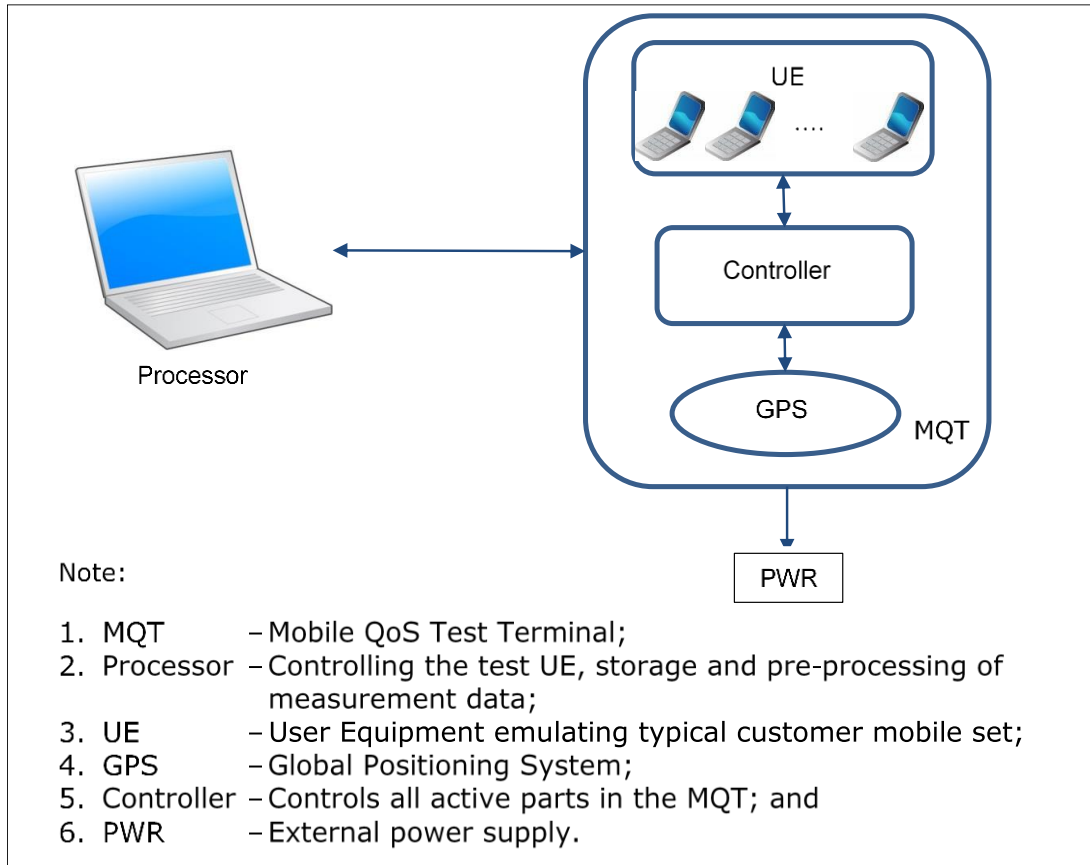 UE
....
Controller
Processor
GPS
MQT
PWR
Note:
1. MQT – Mobile QoS Test Terminal;
2. Processor – Controlling the test UE, storage and pre-processing of
measurement data;
3. UE – User Equipment emulating typical customer mobile set;
4. GPS – Global Positioning System;
5. Controller – Controls all active parts in the MQT; and
6. PWR – External power supply.